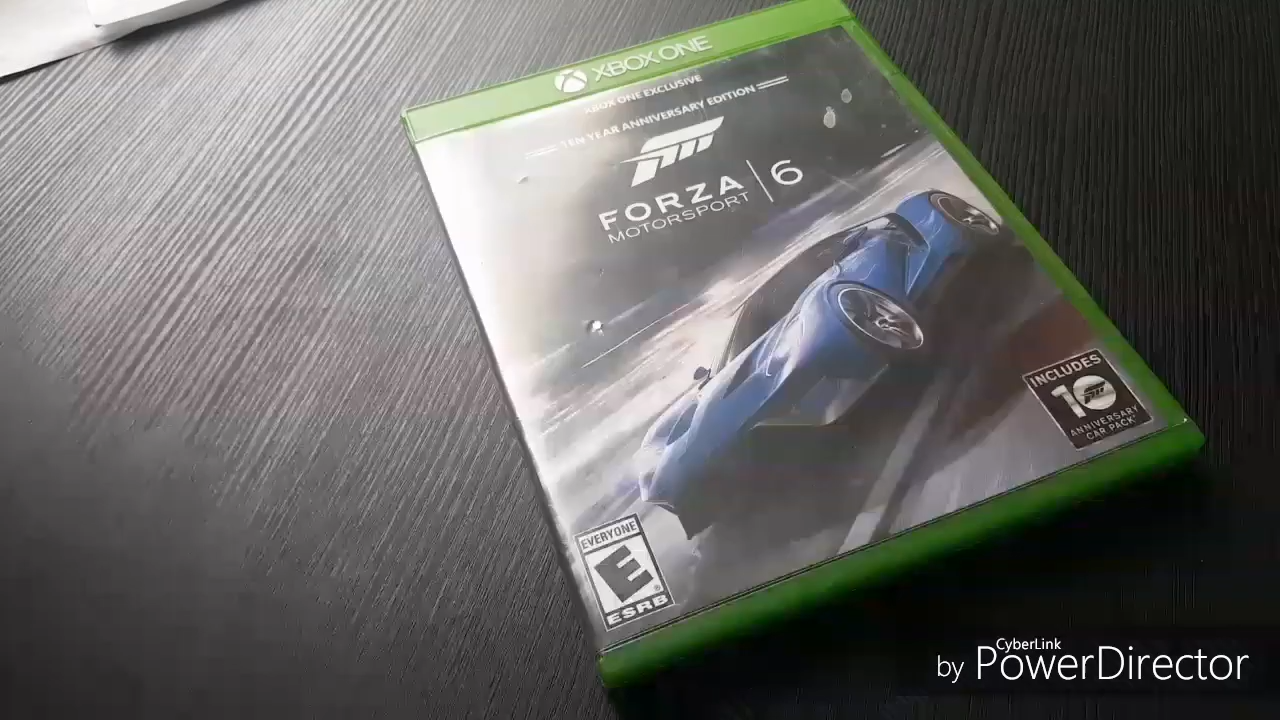 XBOX ONE
XBOX ONE EXCLUSIVE
TEN YEAR ANNIVERSARY EDITION
FORZA
MOTORSPORT
6
INCLUDES
10
ANNIVERSARY
CAR PACK
EVERYONE
E
ESRB
CyberLink
by PowerDirector